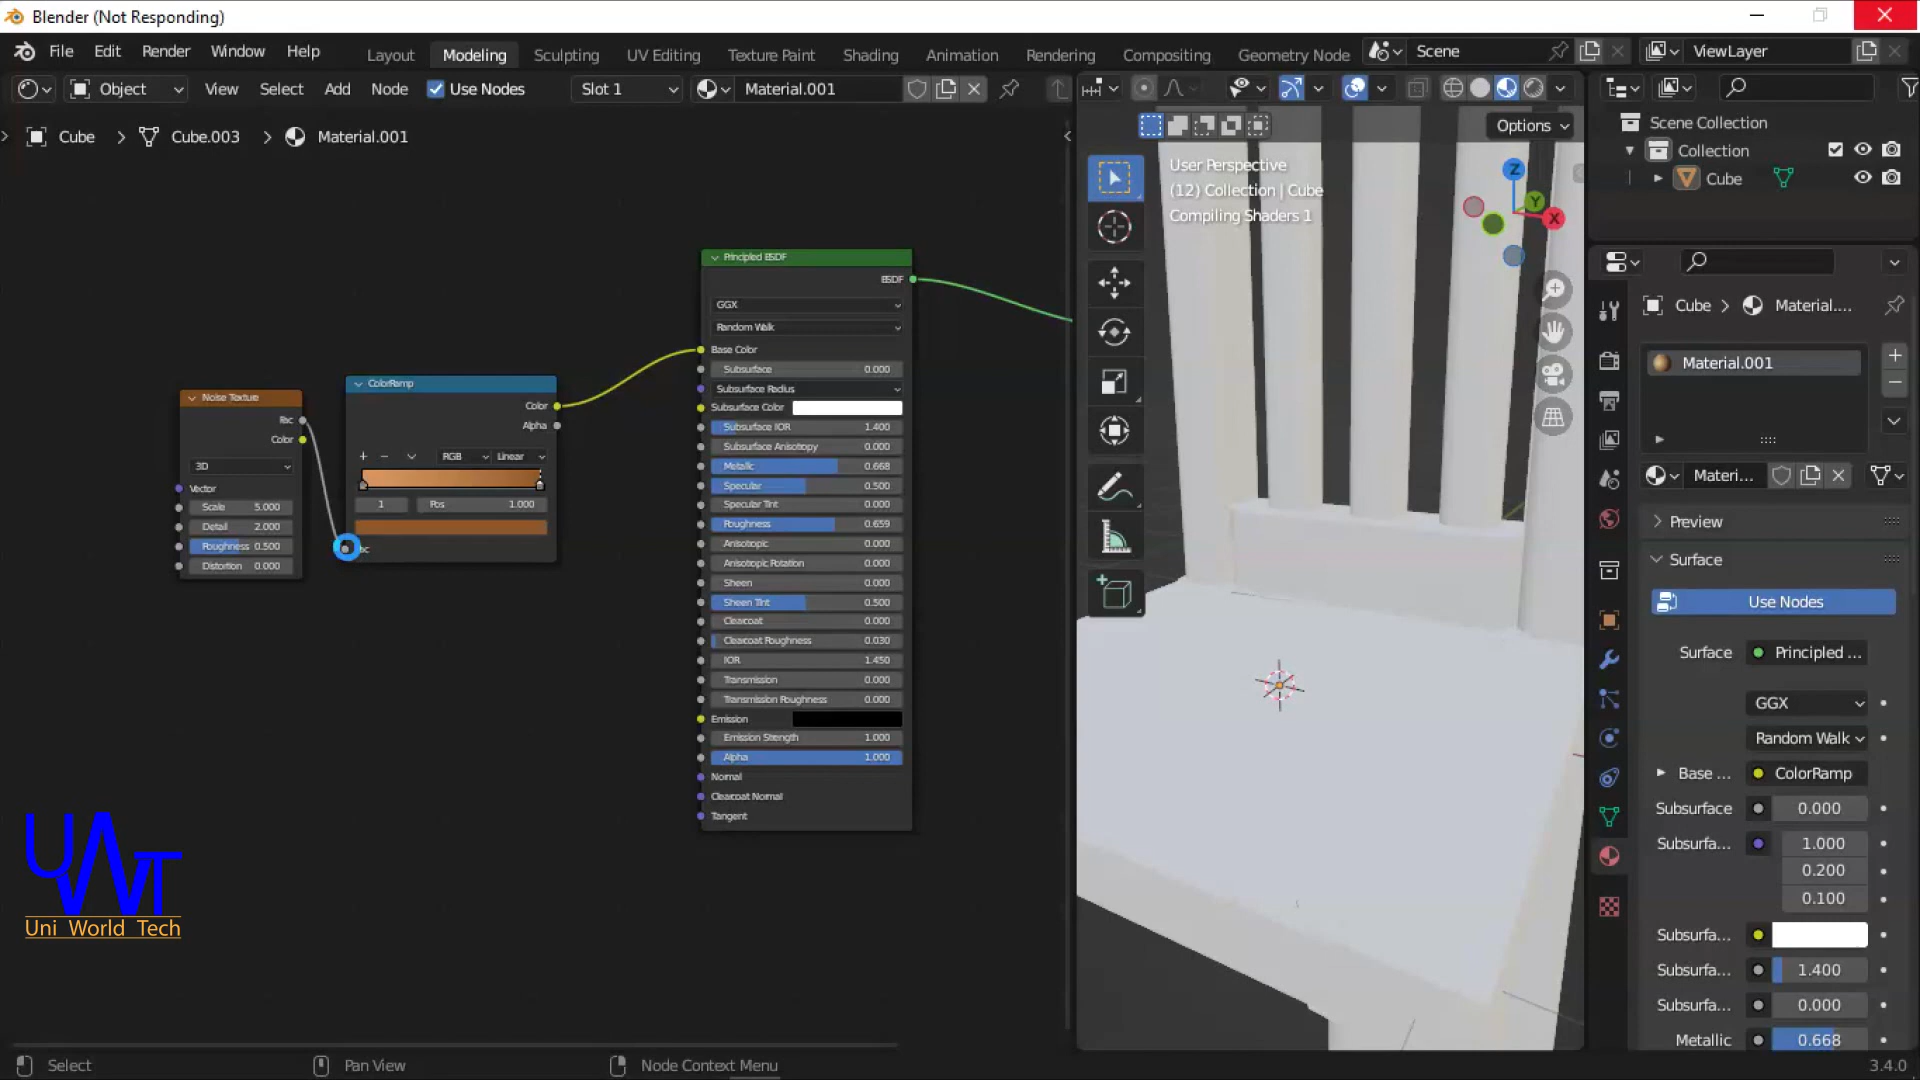 Blender (Not Responding)
File Edit Render Window Help
Layout Modeling Sculpting UV Editing Texture Paint Shading Animation Rendering Compositing Geometry Node
Scene
ViewLayer
Object View Select Add Node Use Nodes Slot 1 Material.001
Cube > Cube.003 > Material.001
Options
User Perspective
(12) Collection | Cube
Compiling Shaders 1
Z
Y
X
Scene Collection
Collection
Cube
Noise Texture
Fac
Color
3D
Vector
Scale 5.000
Detail 2.000
Roughness 0.500
Distortion 0.000
ColorRamp
Color
Alpha
+ − RGB Linear
1 Pos 1.000
Principled BSDF
BSDF
GGX
Random Walk
Base Color
Subsurface 0.000
Subsurface Radius
Subsurface Color
Subsurface IOR 1.400
Subsurface Anisotropy 0.000
Metallic 0.668
Specular 0.500
Specular Tint 0.000
Roughness 0.659
Anisotropic 0.000
Anisotropic Rotation 0.000
Sheen 0.000
Sheen Tint 0.500
Clearcoat 0.000
Clearcoat Roughness 0.030
IOR 1.450
Transmission 0.000
Transmission Roughness 0.000
Emission
Emission Strength 1.000
Alpha 1.000
Normal
Clearcoat Normal
Tangent
Cube > Material....
Material.001
Materi...
Preview
Surface
Use Nodes
Surface Principled ...
GGX
Random Walk
Base ... ColorRamp
Subsurface 0.000
Subsurfa... 1.000
0.200
0.100
Subsurfa...
Subsurfa... 1.400
Subsurfa... 0.000
Metallic 0.668
UWT
Uni World Tech
Select Pan View Node Context Menu
3.4.0